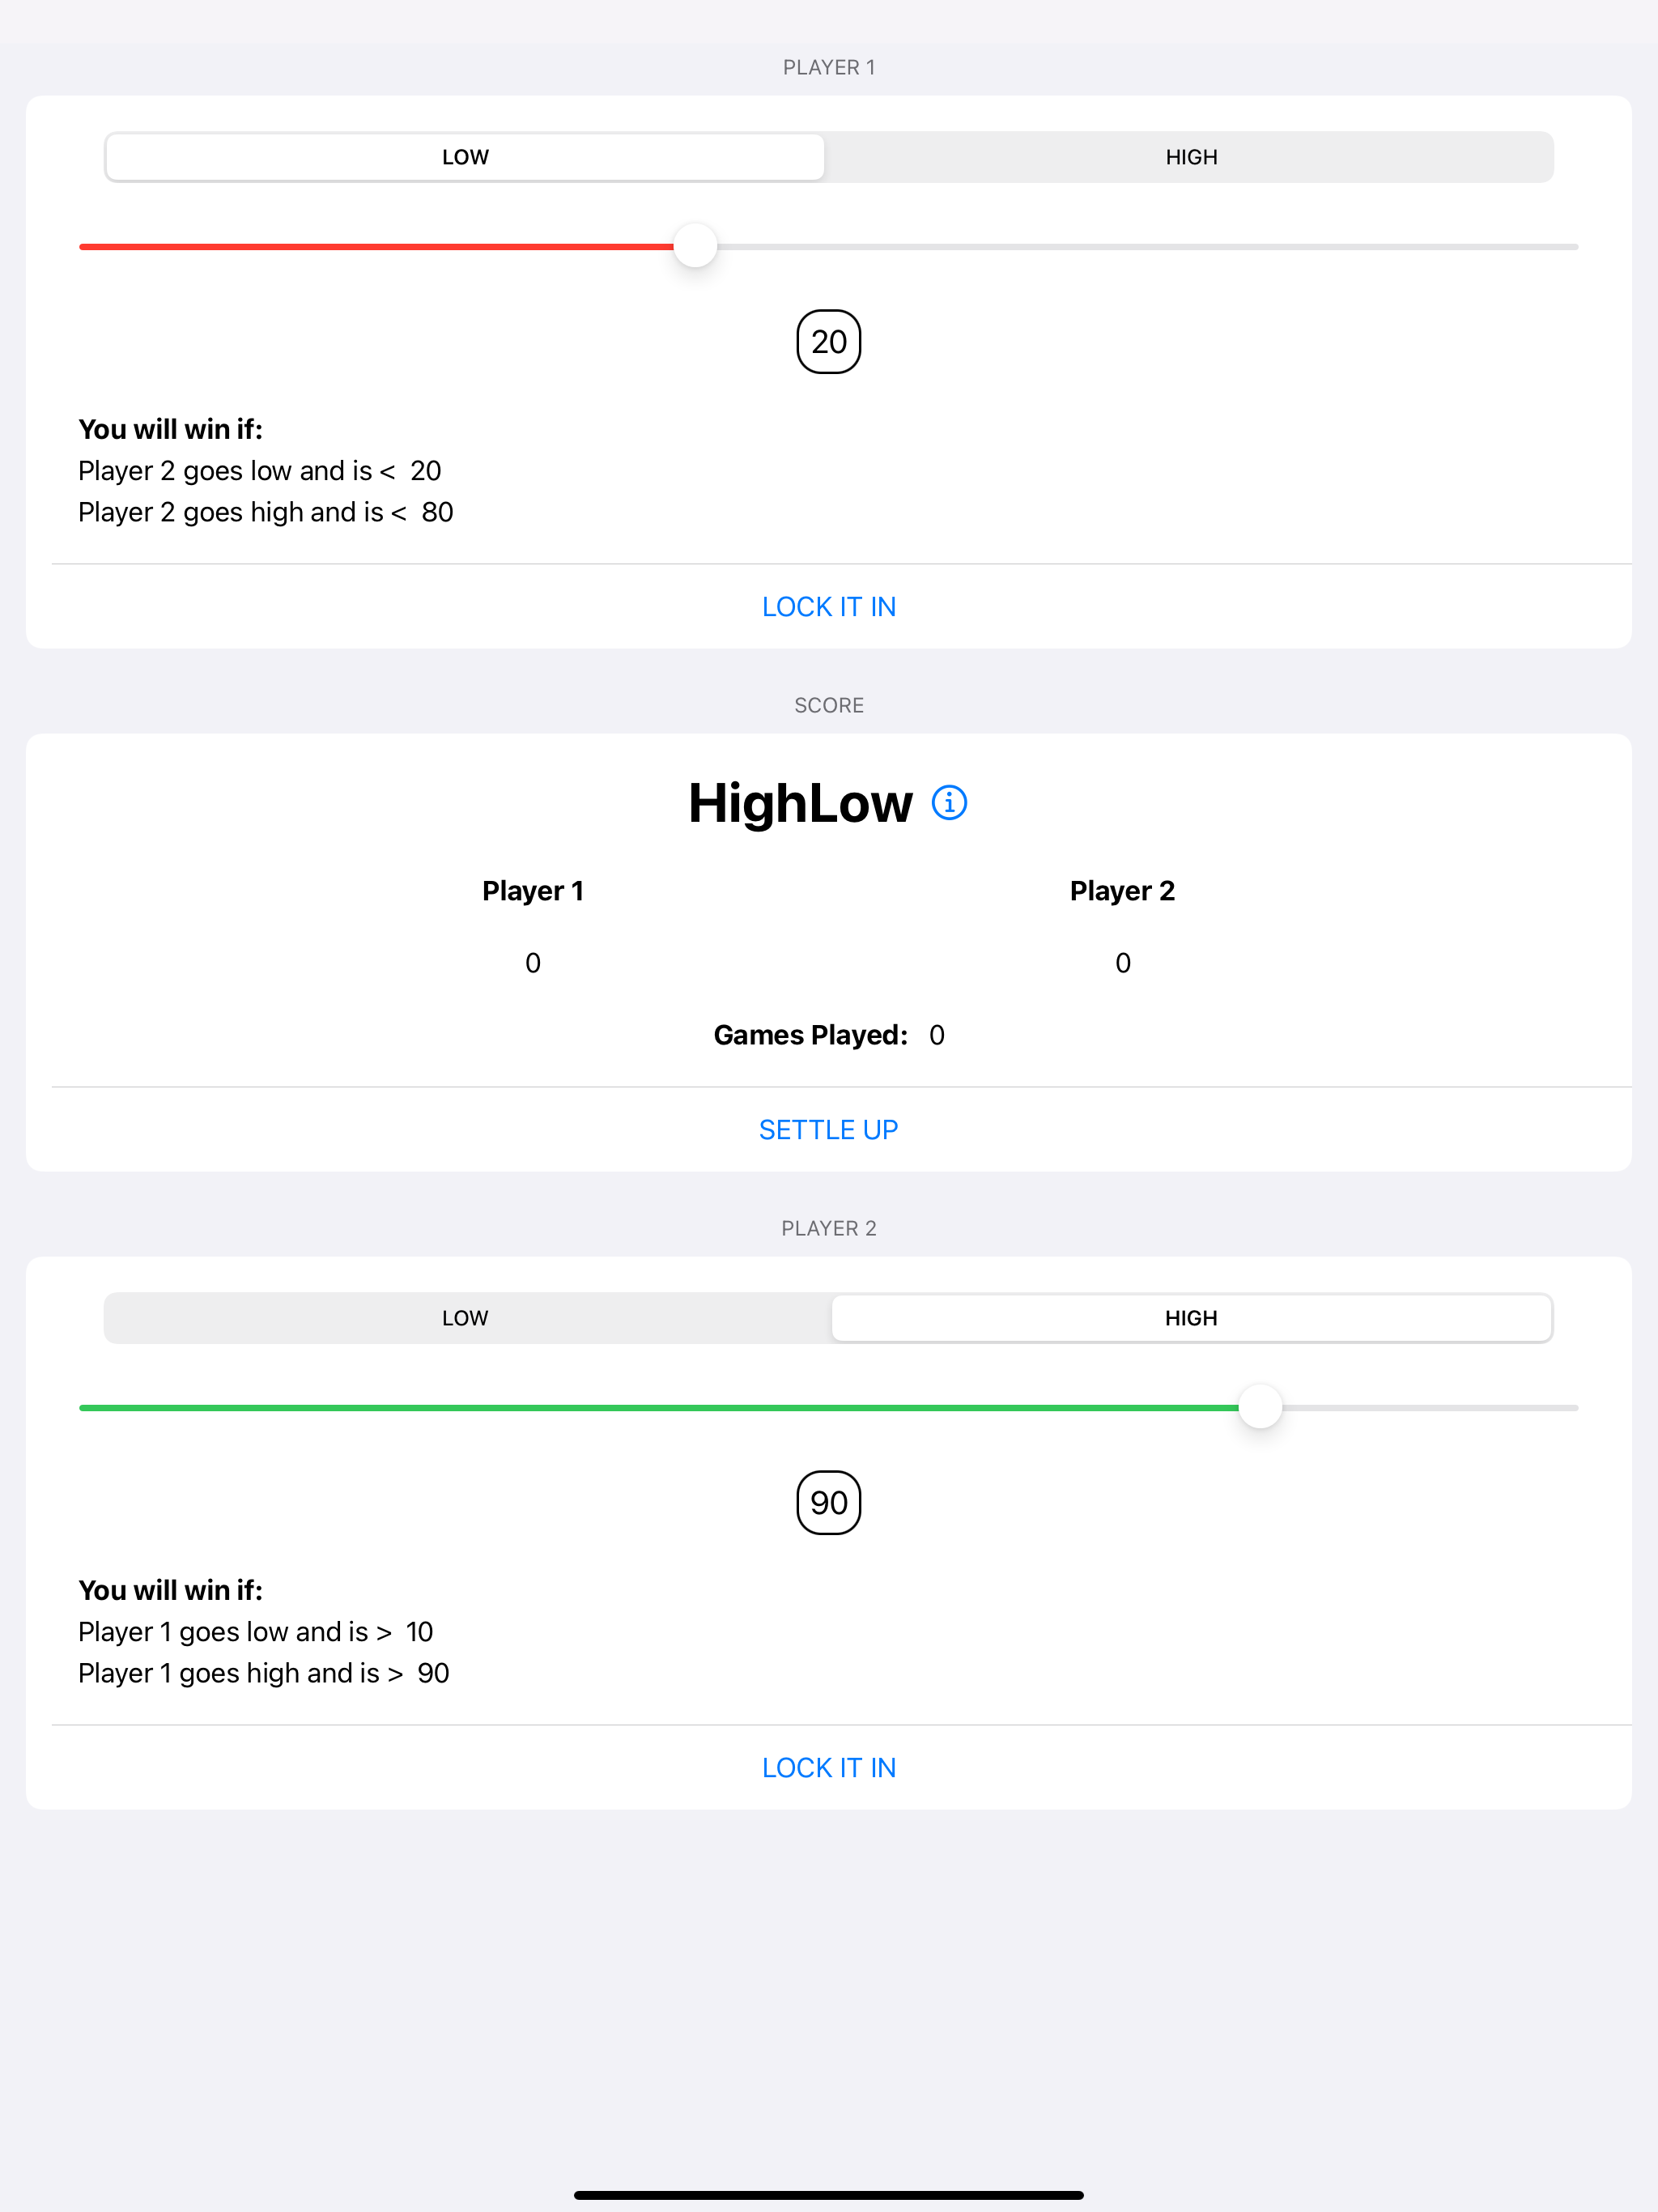 PLAYER 1
LOW HIGH
20
You will win if:
Player 2 goes low and is < 20
Player 2 goes high and is < 80
LOCK IT IN
SCORE
HighLow
Player 1 Player 2
0 0
Games Played: 0
SETTLE UP
PLAYER 2
LOW HIGH
90
You will win if:
Player 1 goes low and is > 10
Player 1 goes high and is > 90
LOCK IT IN